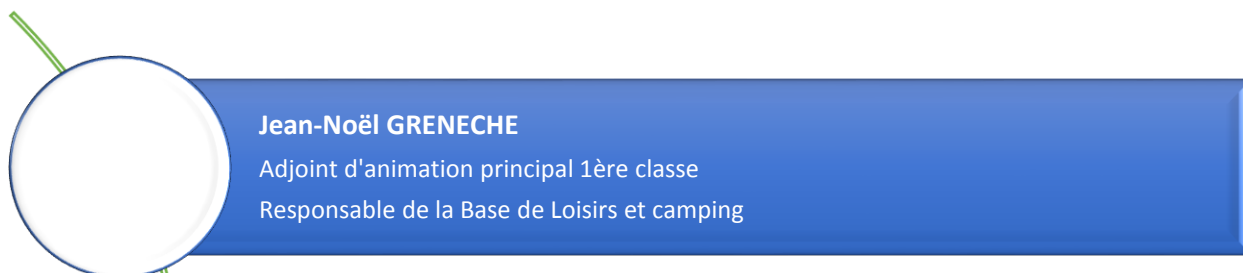 Jean-Noël GRENECHE
Adjoint d'animation principal 1ère classe
Responsable de la Base de Loisirs et camping